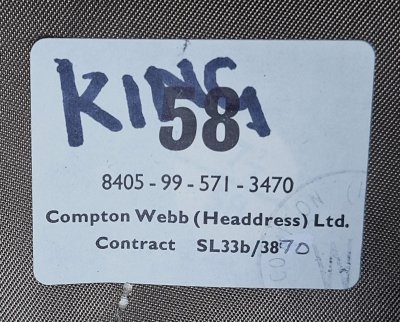 KING
58
8405 - 99 - 571 - 3470
Compton Webb (Headdress) Ltd.
Contract SL33b/3870